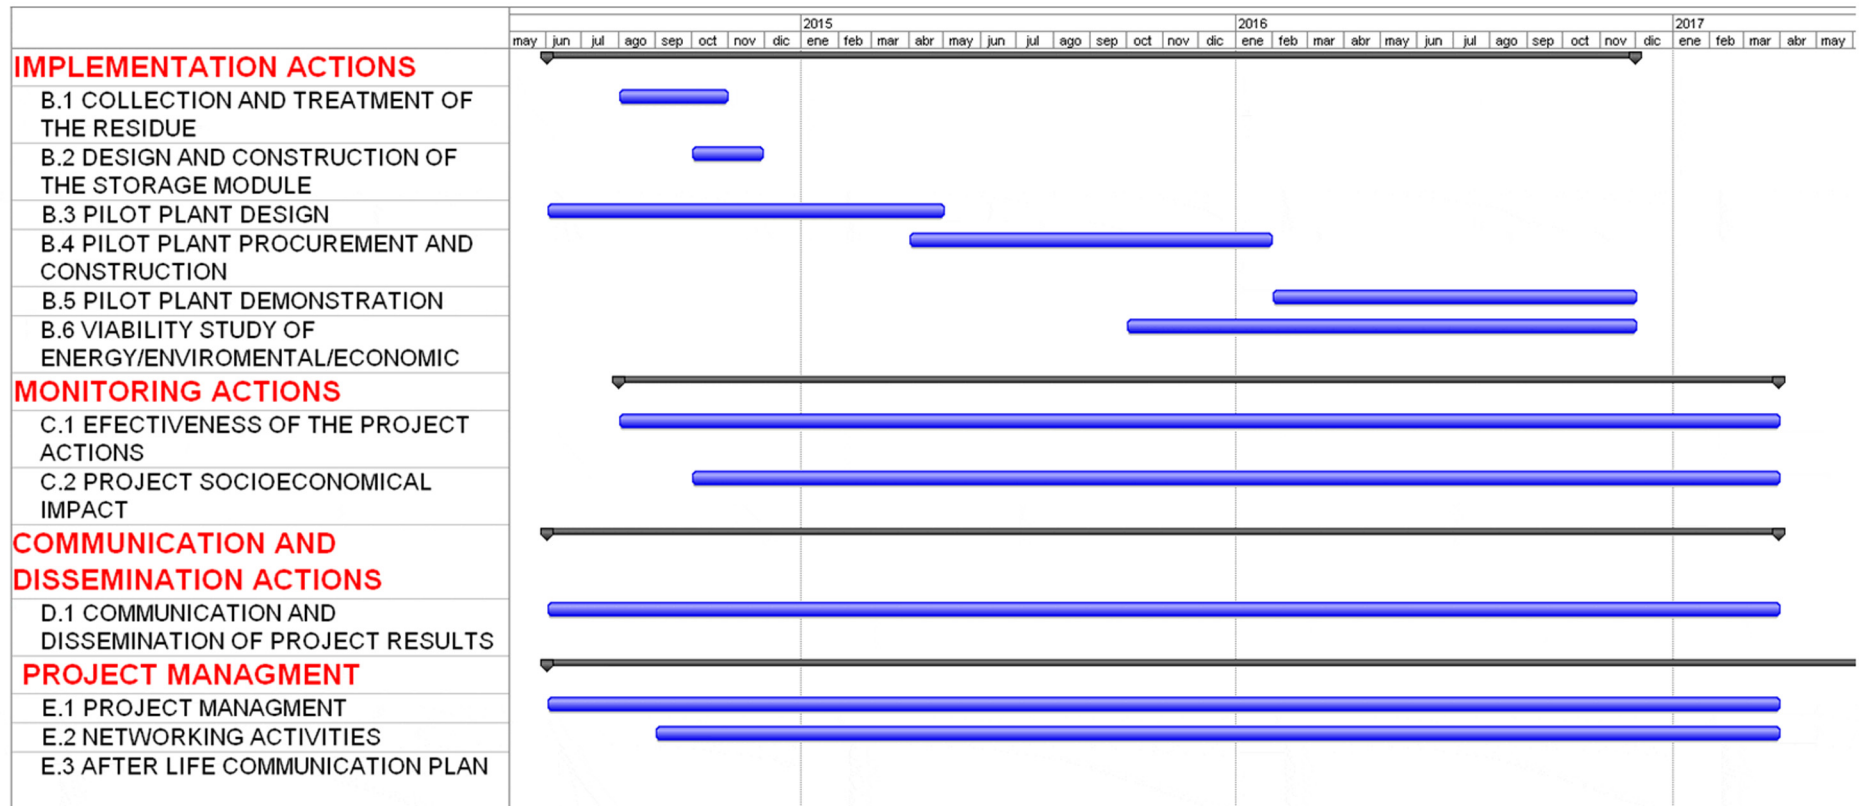 2015 2016 2017
may jun jul ago sep oct nov dic ene feb mar abr may jun jul ago sep oct nov dic ene feb mar abr may jun jul ago sep oct nov dic ene feb mar abr may
IMPLEMENTATION ACTIONS
B.1 COLLECTION AND TREATMENT OF
THE RESIDUE
B.2 DESIGN AND CONSTRUCTION OF
THE STORAGE MODULE
B.3 PILOT PLANT DESIGN
B.4 PILOT PLANT PROCUREMENT AND
CONSTRUCTION
B.5 PILOT PLANT DEMONSTRATION
B.6 VIABILITY STUDY OF
ENERGY/ENVIROMENTAL/ECONOMIC
MONITORING ACTIONS
C.1 EFECTIVENESS OF THE PROJECT
ACTIONS
C.2 PROJECT SOCIOECONOMICAL
IMPACT
COMMUNICATION AND
DISSEMINATION ACTIONS
D.1 COMMUNICATION AND
DISSEMINATION OF PROJECT RESULTS
PROJECT MANAGMENT
E.1 PROJECT MANAGMENT
E.2 NETWORKING ACTIVITIES
E.3 AFTER LIFE COMMUNICATION PLAN